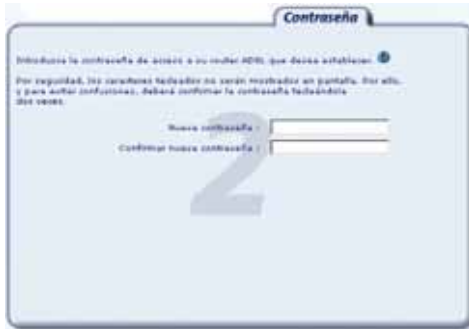 Contraseña
Introduzca la contraseña de acceso a su router ADSL que desea establecer.
Por seguridad, los caracteres tecleados no serán mostrados en pantalla. Por ello,
y para evitar confusiones, deberá confirmar la contraseña tecleándola
dos veces.
Nueva contraseña :
Confirmar nueva contraseña :
2